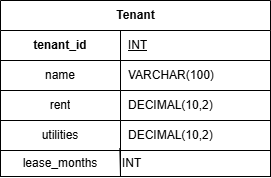 Tenant
tenant_id INT
name VARCHAR(100)
rent DECIMAL(10,2)
utilities DECIMAL(10,2)
lease_months INT